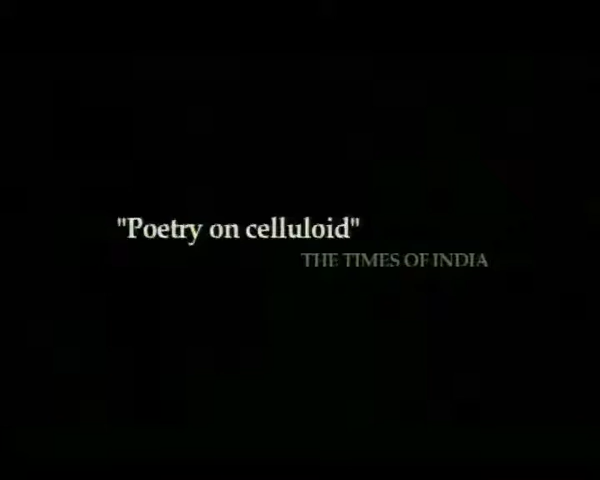 "Poetry on celluloid"
THE TIMES OF INDIA